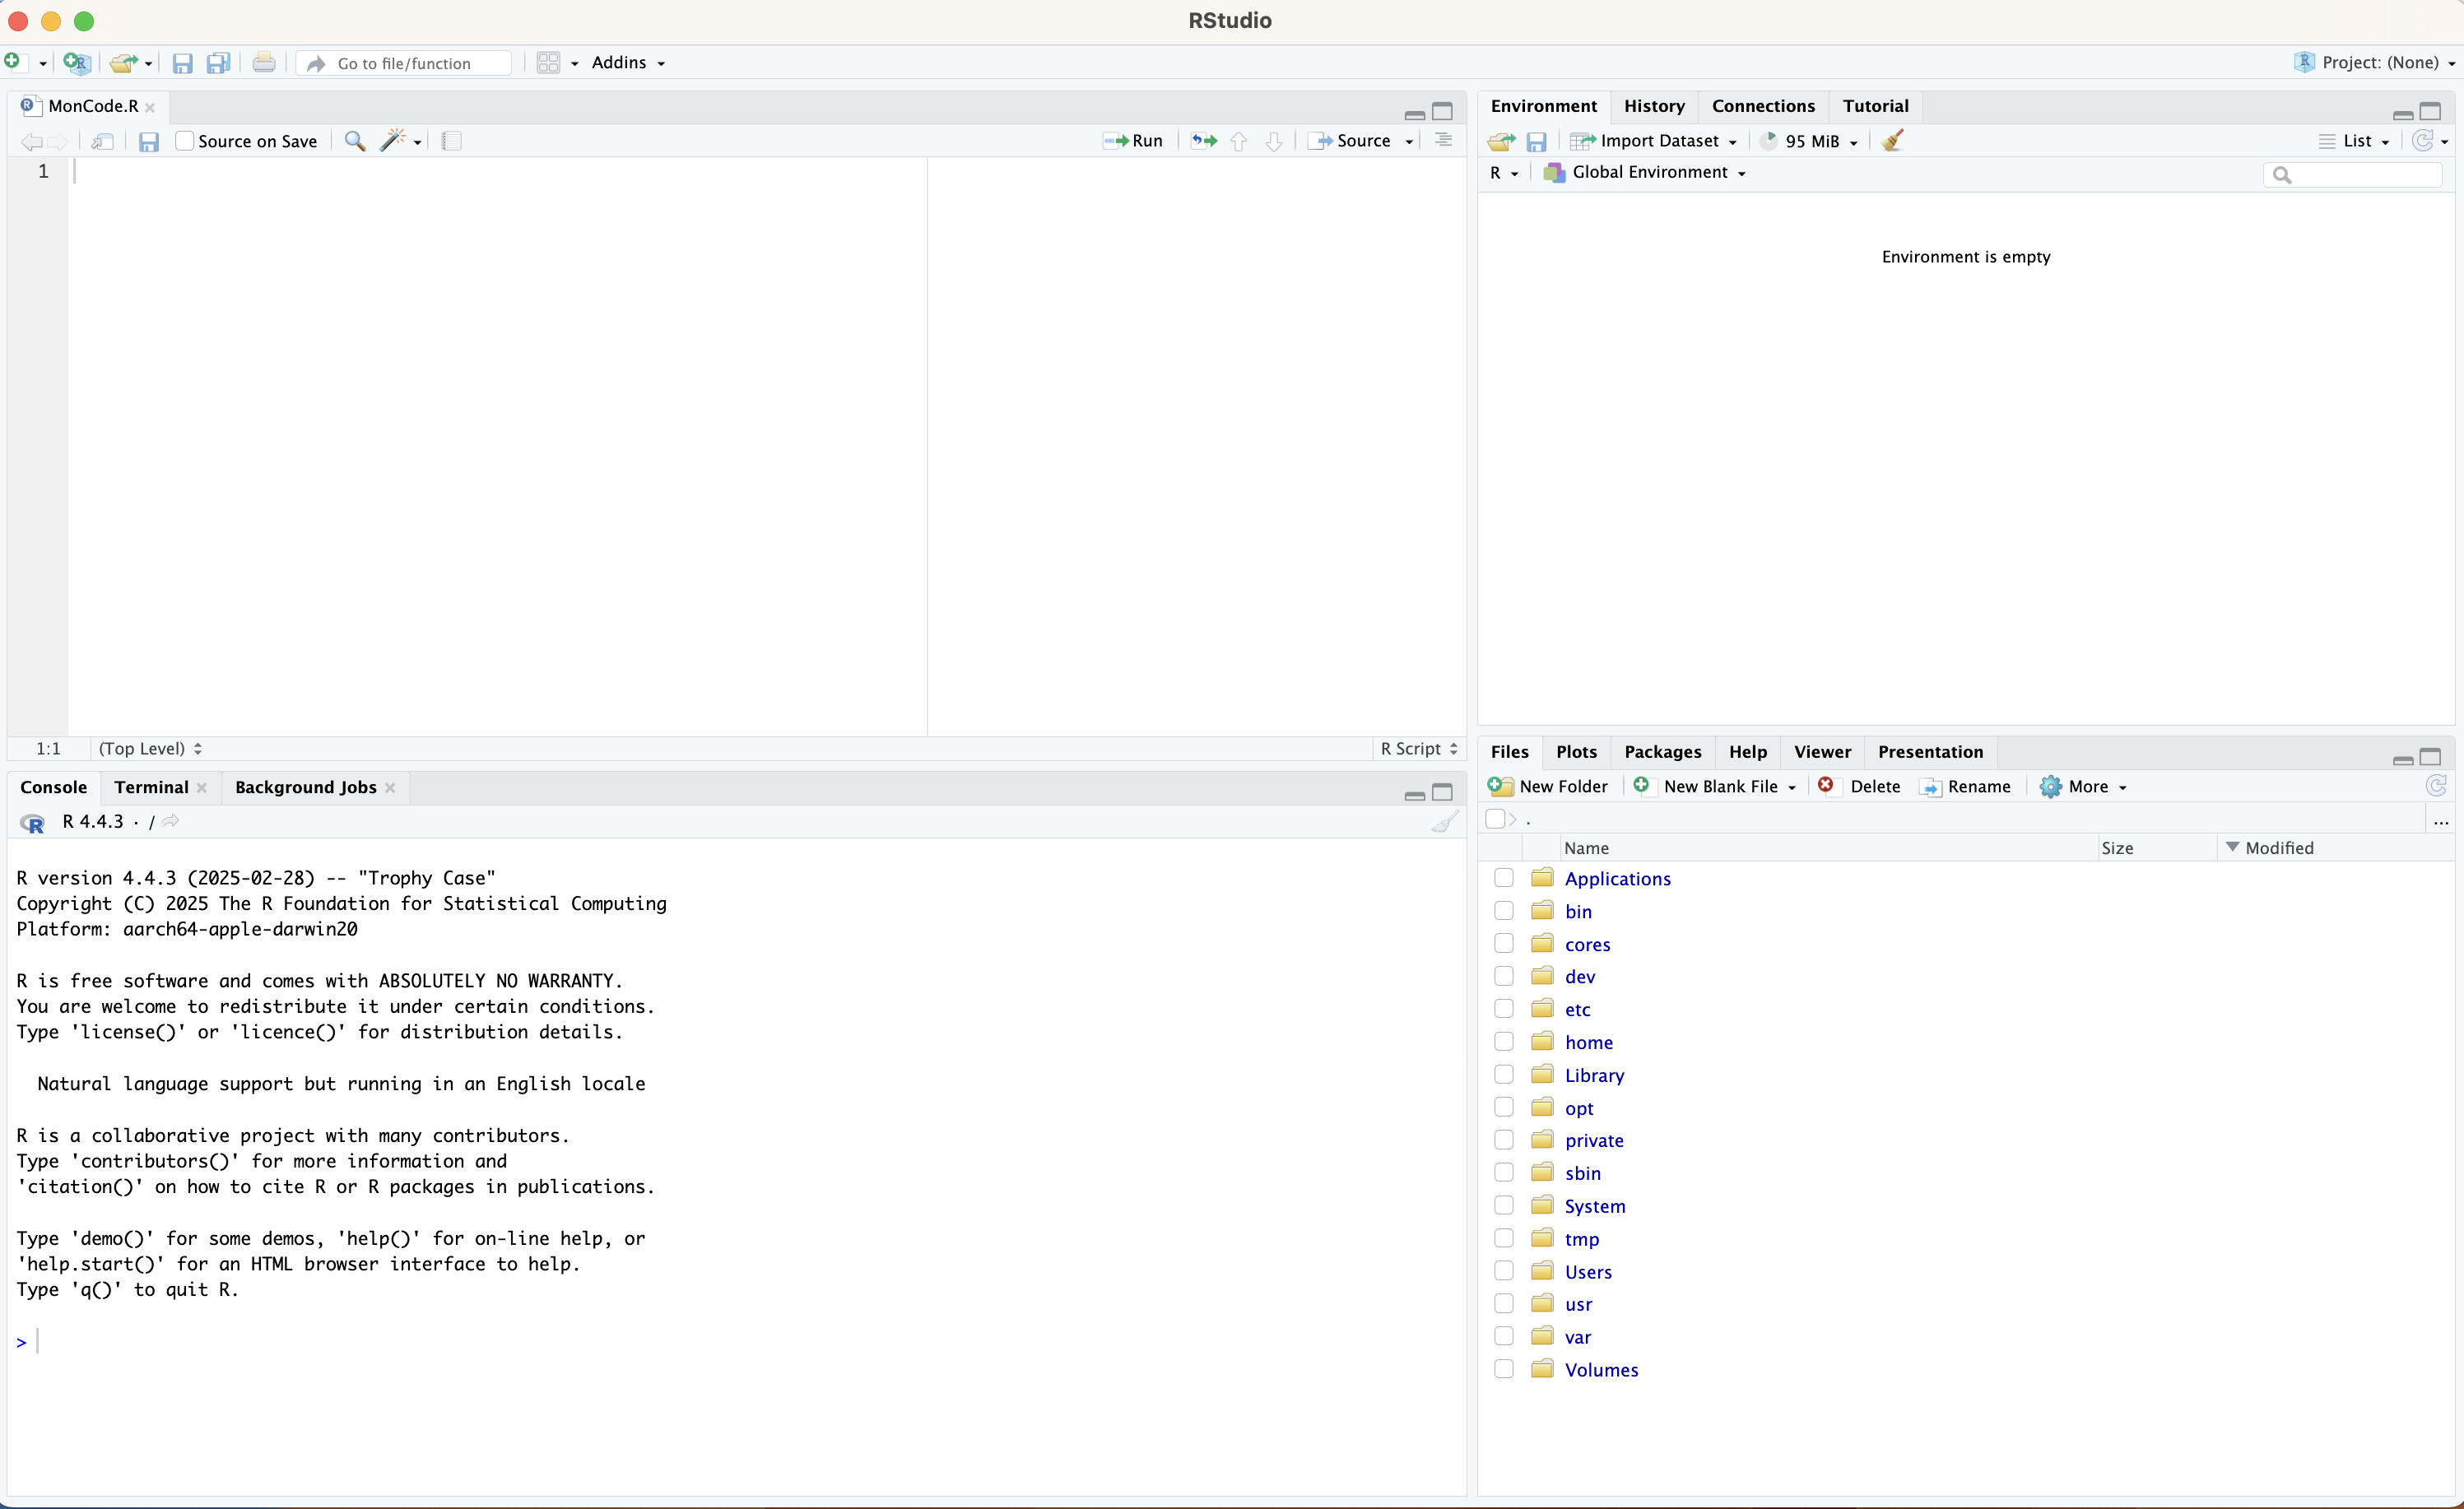 RStudio
Go to file/function
Addins
Project: (None)
MonCode.R
Source on Save
Run
Source
1
1:1
(Top Level)
R Script
Console
Terminal
Background Jobs
R 4.4.3 · /
R version 4.4.3 (2025-02-28) -- "Trophy Case"
Copyright (C) 2025 The R Foundation for Statistical Computing
Platform: aarch64-apple-darwin20
R is free software and comes with ABSOLUTELY NO WARRANTY.
You are welcome to redistribute it under certain conditions.
Type 'license()' or 'licence()' for distribution details.
Natural language support but running in an English locale
R is a collaborative project with many contributors.
Type 'contributors()' for more information and
'citation()' on how to cite R or R packages in publications.
Type 'demo()' for some demos, 'help()' for on-line help, or
'help.start()' for an HTML browser interface to help.
Type 'q()' to quit R.
>
Environment
History
Connections
Tutorial
Import Dataset
95 MiB
List
R
Global Environment
Environment is empty
Files
Plots
Packages
Help
Viewer
Presentation
New Folder
New Blank File
Delete
Rename
More
.
...
Name
Size
Modified
Applications
bin
cores
dev
etc
home
Library
opt
private
sbin
System
tmp
Users
usr
var
Volumes